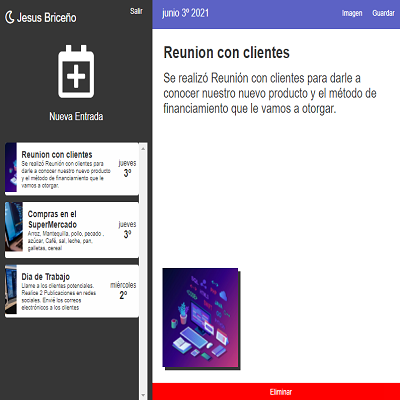 Jesus Briceño
Salir
Nueva Entrada
Reunion con clientes
Se realizó Reunión con clientes para
darle a conocer nuestro nuevo producto
y el método de financiamiento que le
vamos a otorgar.
jueves
3º
Compras en el
SuperMercado
Arroz, Mantequilla, pollo, pecado ,
azúcar, Café, sal, leche, pan,
galletas, cereal
jueves
3º
Dia de Trabajo
Llame a los clientes potenciales.
Realice 2 Publicaciones en redes
sociales. Envie los correos
electrónicos a los clientes
miércoles
2º
junio 3º 2021
Imagen
Guardar
Reunion con clientes
Se realizó Reunión con clientes para darle a
conocer nuestro nuevo producto y el método de
financiamiento que le vamos a otorgar.
Eliminar